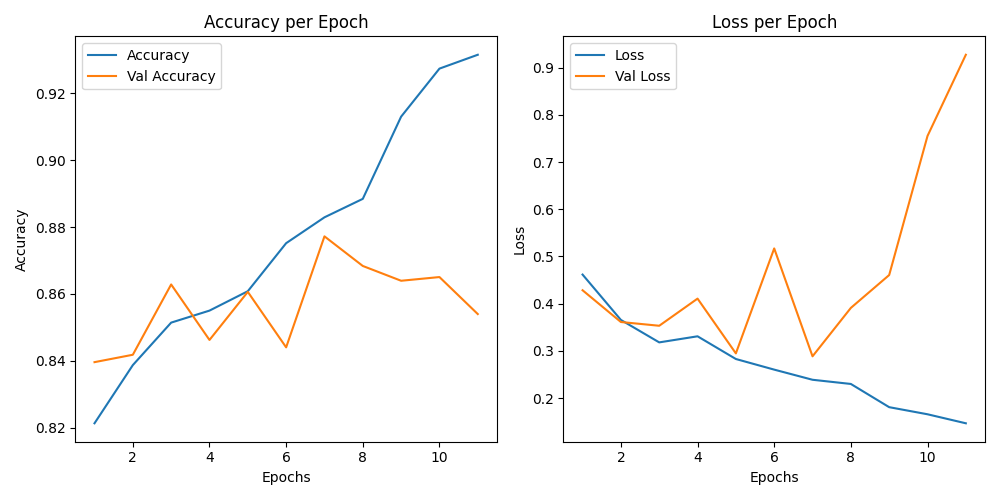 Accuracy per Epoch
Accuracy
Val Accuracy
0.92
0.90
0.88
0.86
0.84
0.82
Accuracy
2 4 6 8 10
Epochs
Loss per Epoch
Loss
Val Loss
0.9
0.8
0.7
0.6
0.5
0.4
0.3
0.2
Loss
2 4 6 8 10
Epochs